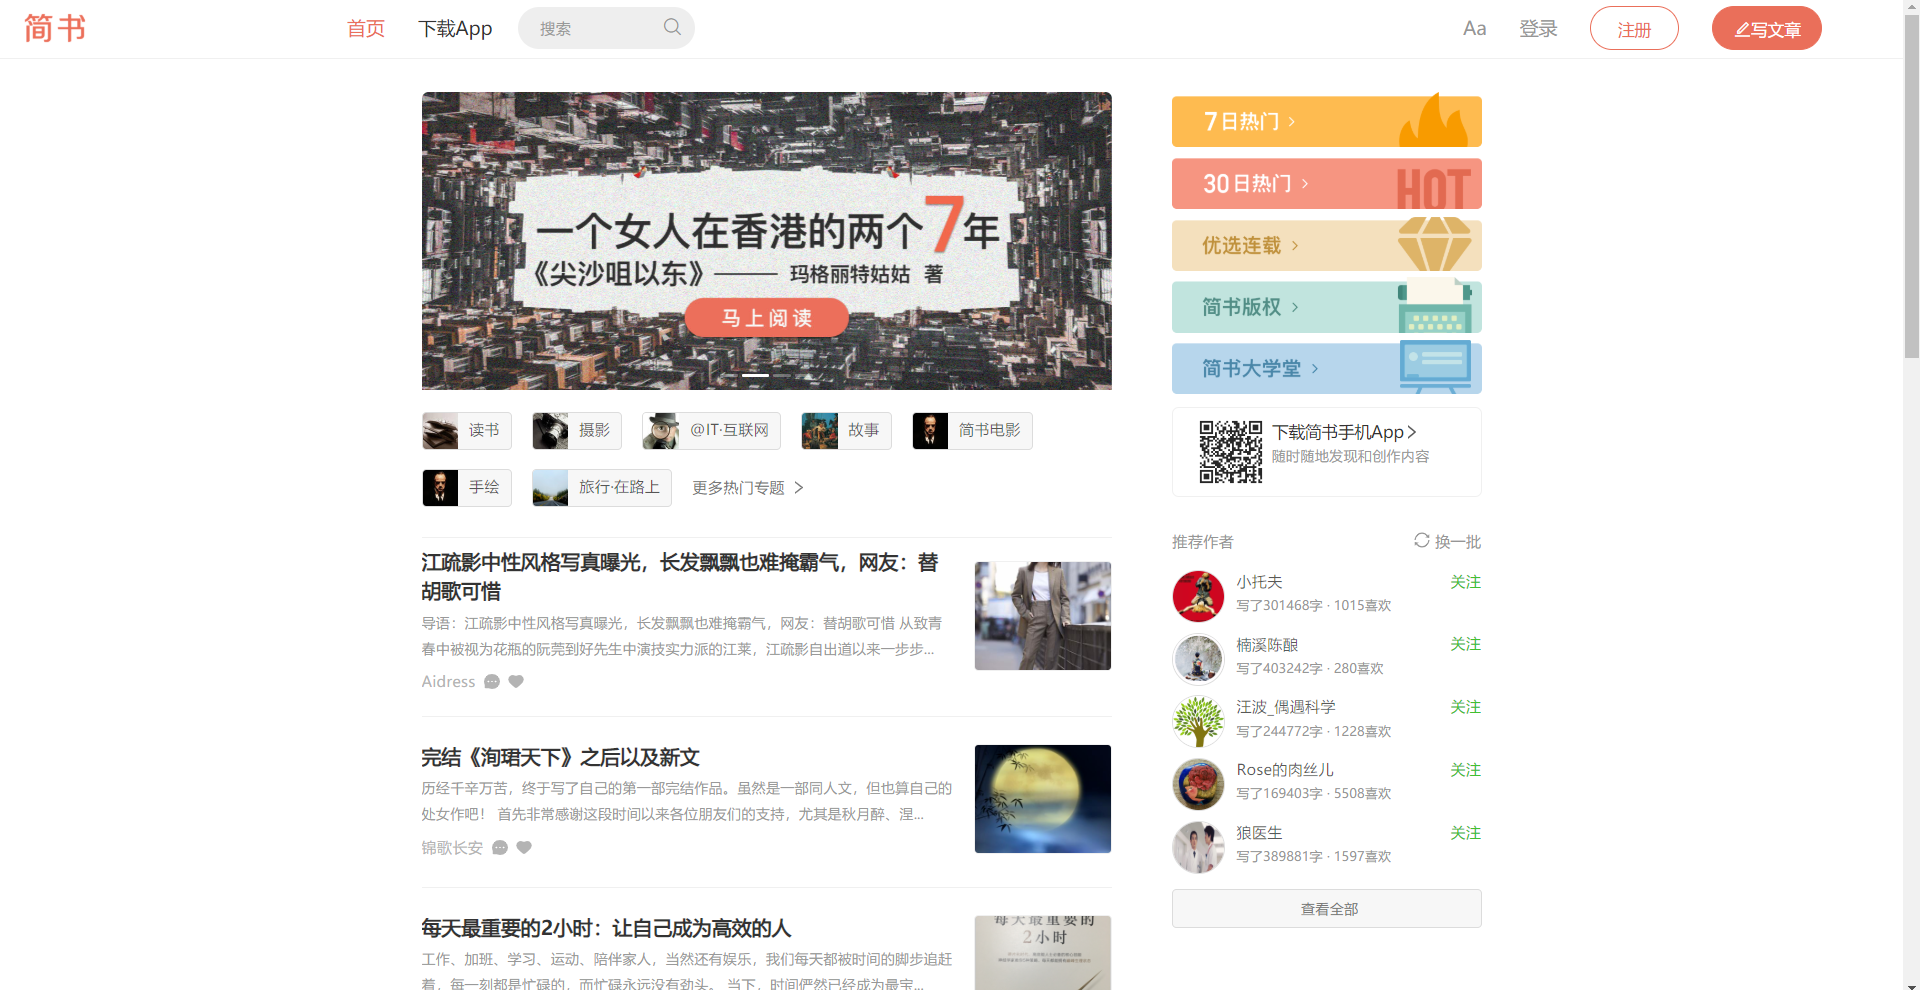 简书
首页
下载App
搜索
Aa
登录
注册
写文章
一个女人在香港的两个7年
《尖沙咀以东》——玛格丽特姑姑 著
马上阅读
7日热门
30日热门
HOT
优选连载
简书版权
简书大学堂
读书
摄影
@IT·互联网
故事
简书电影
手绘
旅行·在路上
更多热门专题
下载简书手机App
随时随地发现和创作内容
江疏影中性风格写真曝光，长发飘飘也难掩霸气，网友：替
胡歌可惜
导语：江疏影中性风格写真曝光，长发飘飘也难掩霸气，网友：替胡歌可惜 从致青
春中被视为花瓶的阮莞到好先生中演技实力派的江莱，江疏影自出道以来一步步...
Aidress
完结《洵珺天下》之后以及新文
历经千辛万苦，终于写了自己的第一部完结作品。虽然是一部同人文，但也算自己的
处女作吧！ 首先非常感谢这段时间以来各位朋友们的支持，尤其是秋月醉、涅...
锦歌长安
每天最重要的2小时：让自己成为高效的人
工作、加班、学习、运动、陪伴家人，当然还有娱乐，我们每天都被时间的脚步追赶
着，每一刻都是忙碌的，而忙碌永远没有劲头。 当下，时间俨然已经成为最宝...
每天最重要的
2小时
推荐作者
换一批
小托夫
关注
写了301468字 · 1015喜欢
楠溪陈酿
关注
写了403242字 · 280喜欢
汪波_偶遇科学
关注
写了244772字 · 1228喜欢
Rose的肉丝儿
关注
写了169403字 · 5508喜欢
狼医生
关注
写了389881字 · 1597喜欢
查看全部